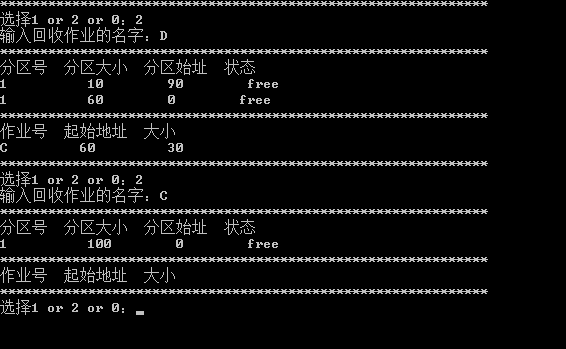 *************************************************************
选择1 or 2 or 0：2
输入回收作业的名字：D
*************************************************************
分区号  分区大小  分区始址  状态
1          10        90         free
1          60        0        free
*************************************************************
作业号  起始地址  大小
C         60         30
*************************************************************
选择1 or 2 or 0：2
输入回收作业的名字：C
*************************************************************
分区号  分区大小  分区始址  状态
1          100        0        free
*************************************************************
作业号  起始地址  大小
*************************************************************
选择1 or 2 or 0：